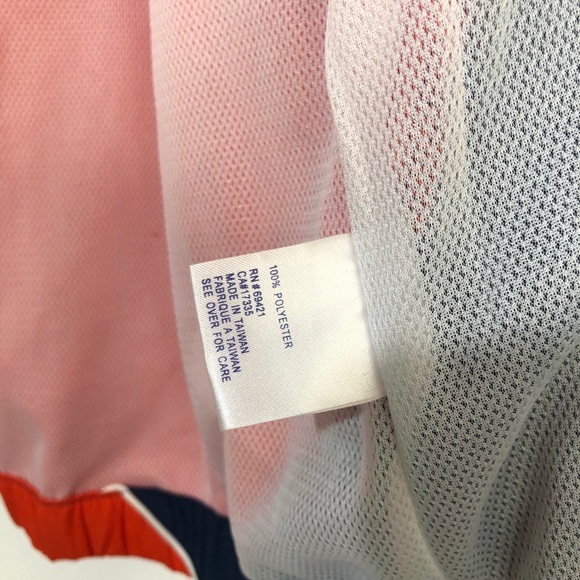 100% POLYESTER
RN # 69421
CA#17335
MADE IN TAIWAN
FABRIQUE A TAIWAN
SEE OVER FOR CARE